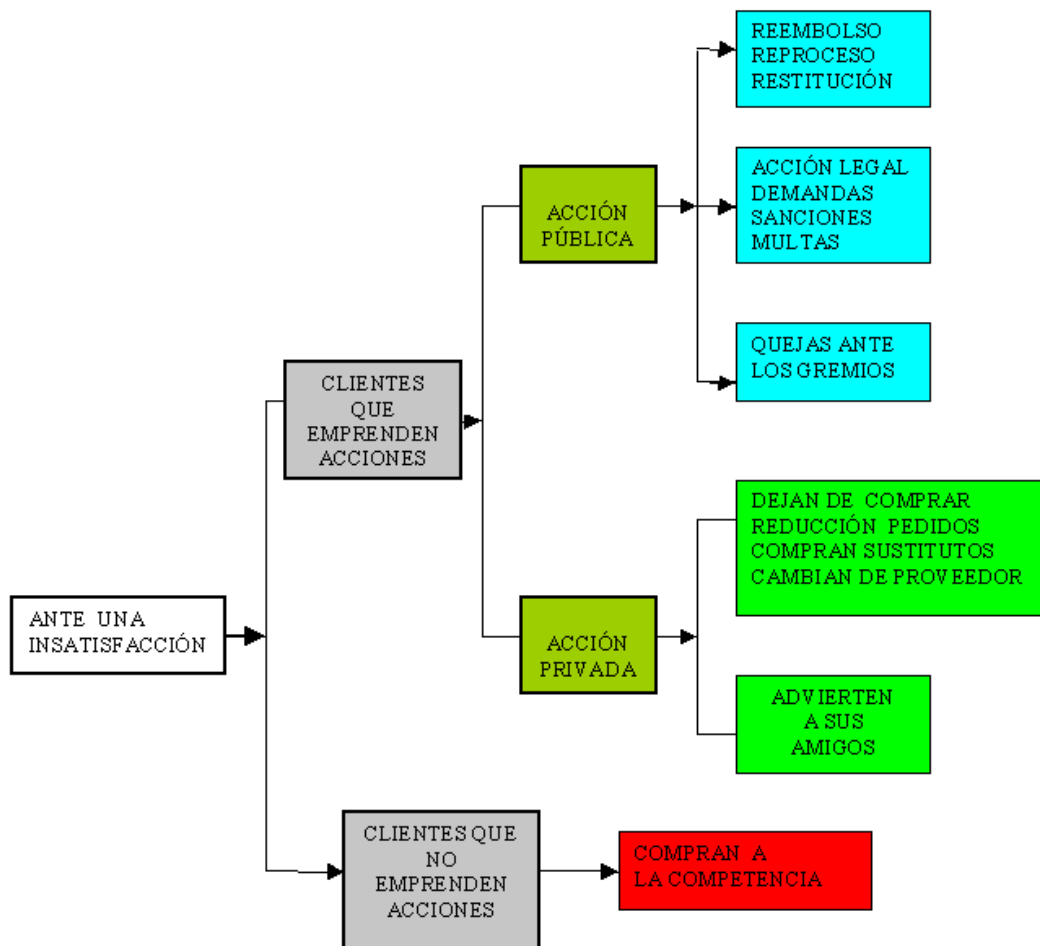 REEMBOLSO
REPROCESO
RESTITUCIÓN
ACCIÓN LEGAL
DEMANDAS
SANCIONES
MULTAS
ACCIÓN
PÚBLICA
QUEJAS ANTE
LOS GREMIOS
CLIENTES
QUE
EMPRENDEN
ACCIONES
DEJAN DE COMPRAR
REDUCCIÓN PEDIDOS
COMPRAN SUSTITUTOS
CAMBIAN DE PROVEEDOR
ANTE UNA
INSATISFACCIÓN
ACCIÓN
PRIVADA
ADVIERTEN
A SUS
AMIGOS
CLIENTES QUE
NO
EMPRENDEN
ACCIONES
COMPRAN A
LA COMPETENCIA